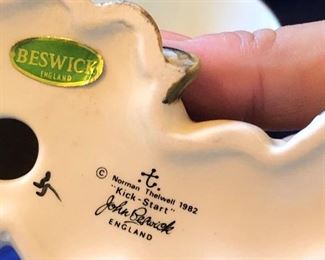 BESWICK
ENGLAND
t.
© Norman Thelwell 1982
"Kick-Start"
John Beswick
ENGLAND